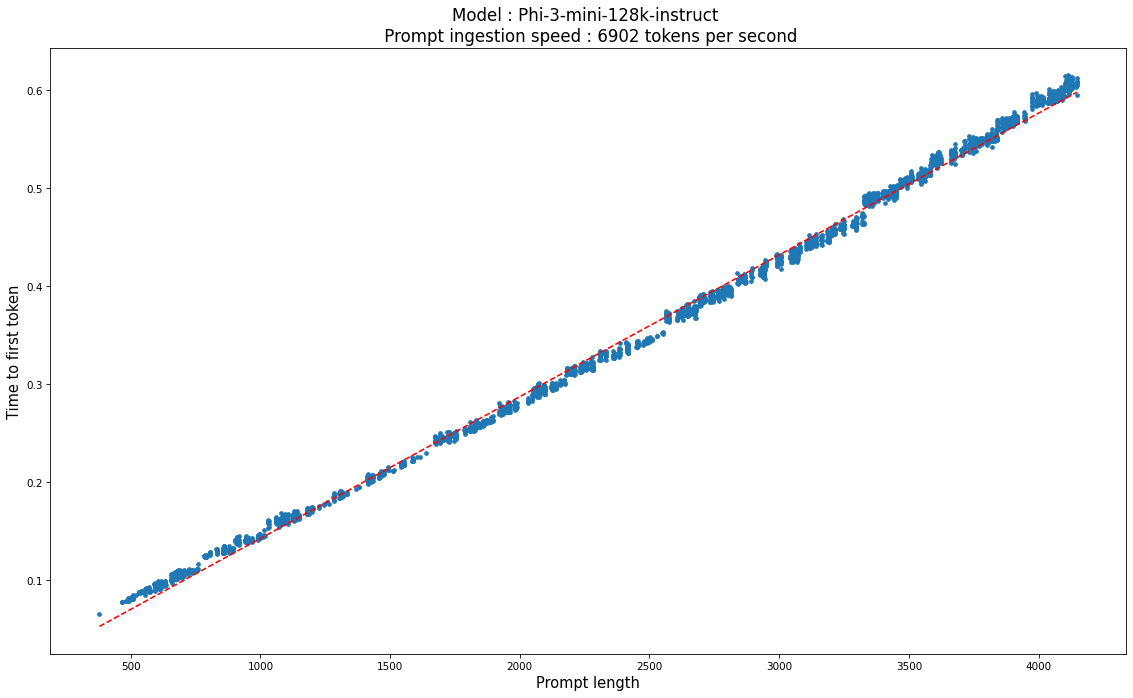 Model : Phi-3-mini-128k-instruct
Prompt ingestion speed : 6902 tokens per second
Time to first token
0.6
0.5
0.4
0.3
0.2
0.1
500 1000 1500 2000 2500 3000 3500 4000
Prompt length